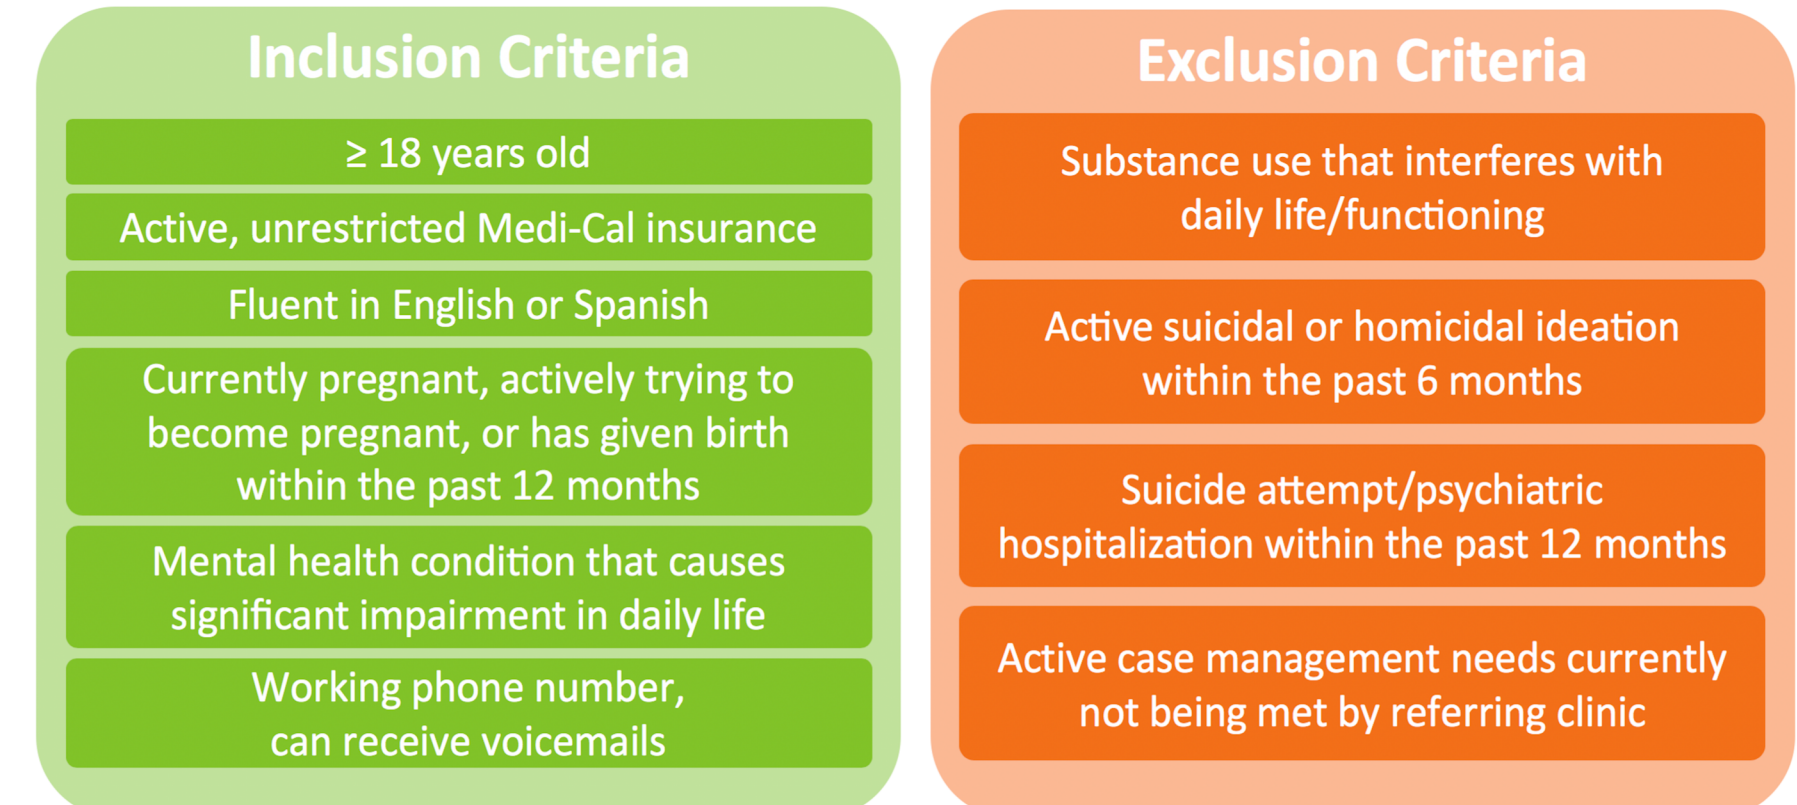 Inclusion Criteria
≥ 18 years old
Active, unrestricted Medi-Cal insurance
Fluent in English or Spanish
Currently pregnant, actively trying to
become pregnant, or has given birth
within the past 12 months
Mental health condition that causes
significant impairment in daily life
Working phone number,
can receive voicemails
Exclusion Criteria
Substance use that interferes with
daily life/functioning
Active suicidal or homicidal ideation
within the past 6 months
Suicide attempt/psychiatric
hospitalization within the past 12 months
Active case management needs currently
not being met by referring clinic